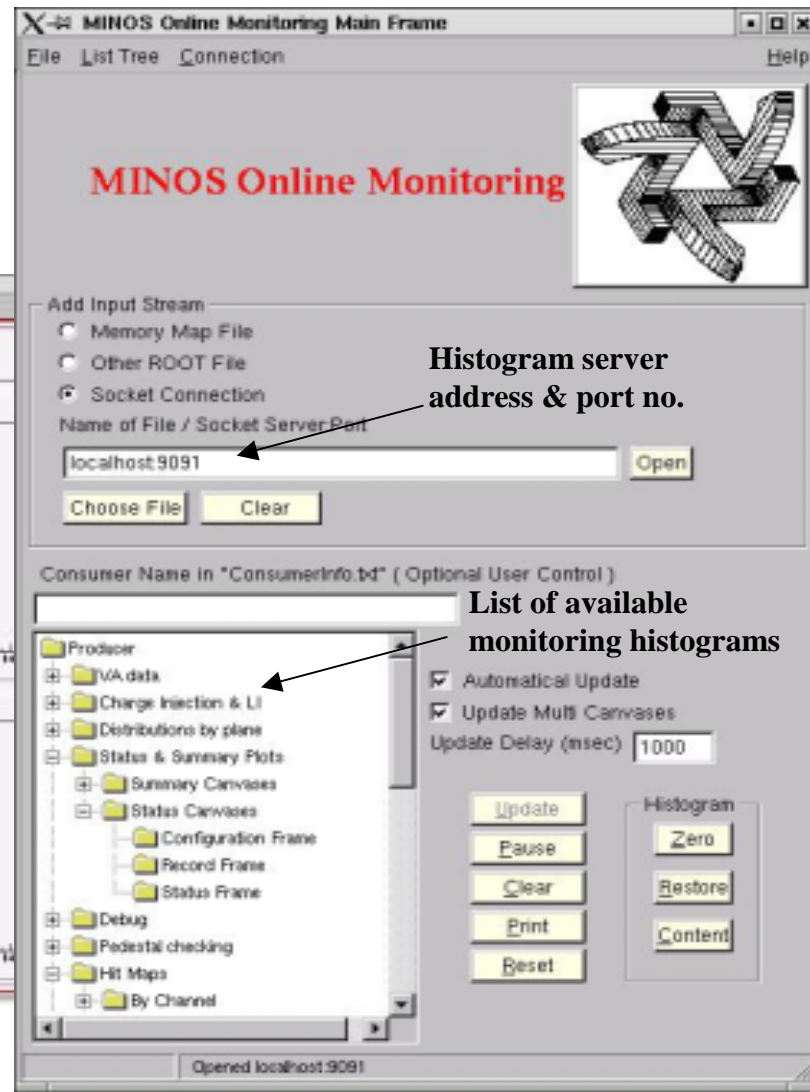 MINOS Online Monitoring Main Frame
File List Tree Connection Help
MINOS Online Monitoring
Add Input Stream
Memory Map File
Other ROOT File
Socket Connection
Histogram server
address & port no.
Name of File / Socket Server:Port
localhost:9091
Open
Choose File Clear
Consumer Name in "ConsumerInfo.txt" ( Optional User Control )
List of available
monitoring histograms
Producer
VA data
Charge Injection & LI
Distributions by plane
Status & Summary Plots
Summary Canvases
Status Canvases
Configuration Frame
Record Frame
Status Frame
Debug
Pedestal checking
Hit Maps
By Channel
Automatical Update
Update Multi Canvases
Update Delay (msec) 1000
Update
Pause
Clear
Print
Reset
Histogram
Zero
Restore
Content
Opened localhost:9091